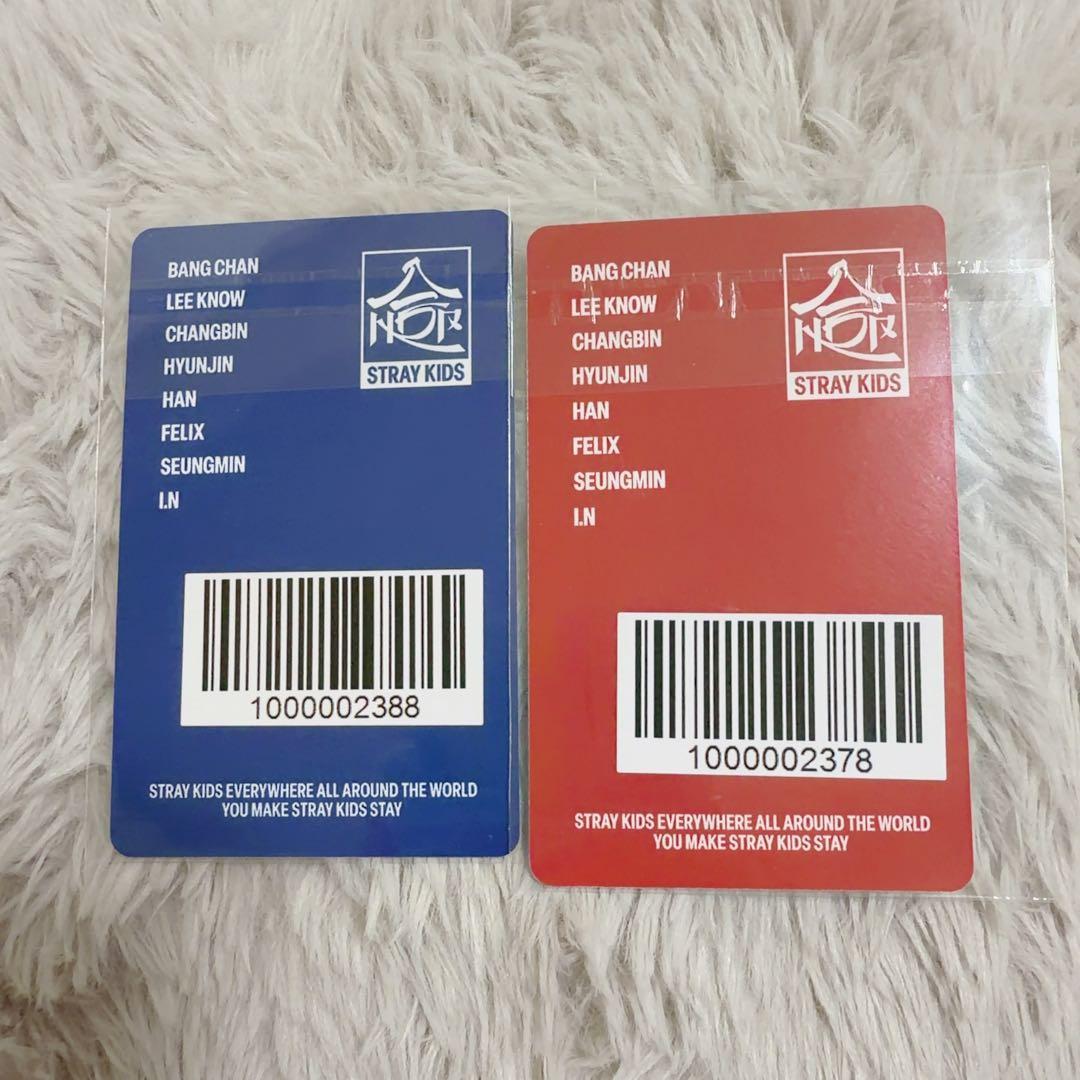 BANG CHAN
LEE KNOW
CHANGBIN
HYUNJIN
HAN
FELIX
SEUNGMIN
I.N
STRAY KIDS
1000002388
STRAY KIDS EVERYWHERE ALL AROUND THE WORLD
YOU MAKE STRAY KIDS STAY
BANG CHAN
LEE KNOW
CHANGBIN
HYUNJIN
HAN
FELIX
SEUNGMIN
I.N
STRAY KIDS
1000002378
STRAY KIDS EVERYWHERE ALL AROUND THE WORLD
YOU MAKE STRAY KIDS STAY